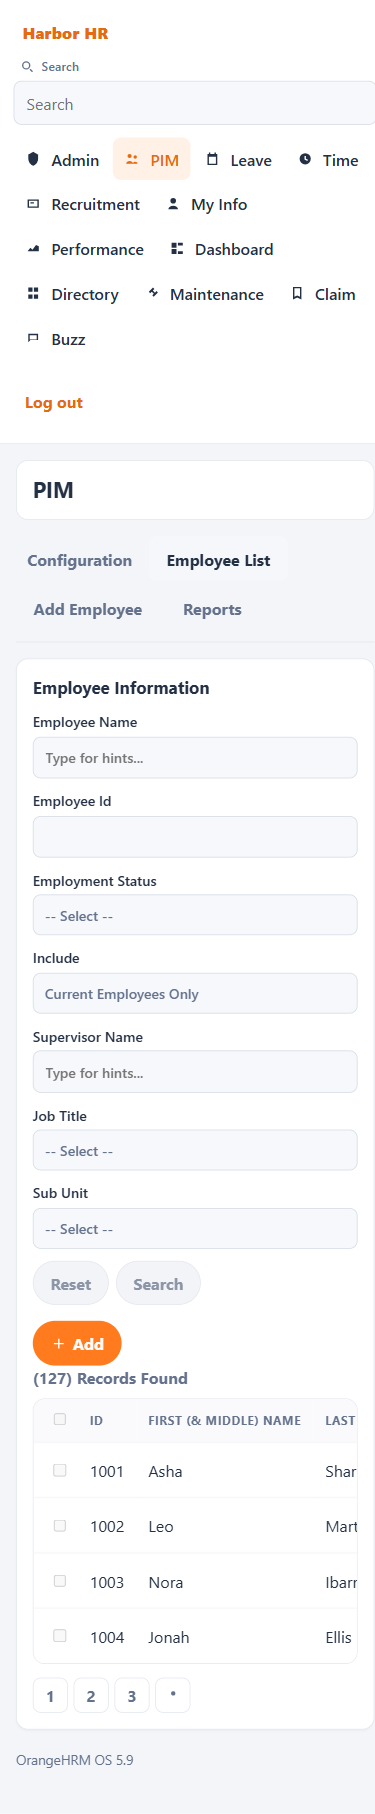 Harbor HR
Search
Search
Admin PIM Leave Time
Recruitment My Info
Performance Dashboard
Directory Maintenance Claim
Buzz
Log out
PIM
Configuration Employee List
Add Employee Reports
Employee Information
Employee Name
Type for hints...
Employee Id
Employment Status
-- Select --
Include
Current Employees Only
Supervisor Name
Type for hints...
Job Title
-- Select --
Sub Unit
-- Select --
Reset Search
+ Add
(127) Records Found
ID FIRST (& MIDDLE) NAME LAST
1001 Asha Shar
1002 Leo Mart
1003 Nora Ibarr
1004 Jonah Ellis
1 2 3
OrangeHRM OS 5.9